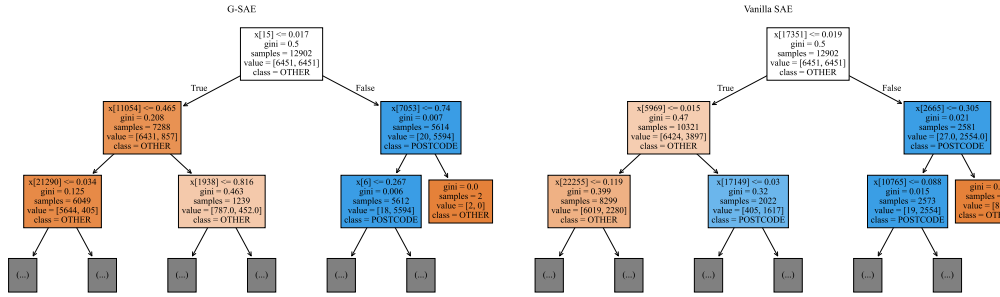 G-SAE
x[15] <= 0.017
gini = 0.5
samples = 12902
value = [6451, 6451]
class = OTHER
True
False
x[11054] <= 0.465
gini = 0.208
samples = 7288
value = [6431, 857]
class = OTHER
x[7053] <= 0.74
gini = 0.007
samples = 5614
value = [20, 5594]
class = POSTCODE
x[21290] <= 0.034
gini = 0.125
samples = 6049
value = [5644, 405]
class = OTHER
x[1938] <= 0.816
gini = 0.463
samples = 1239
value = [787.0, 452.0]
class = OTHER
x[6] <= 0.267
gini = 0.006
samples = 5612
value = [18, 5594]
class = POSTCODE
gini = 0.0
samples = 2
value = [2, 0]
class = OTHER
(...)
(...)
(...)
(...)
(...)
(...)
Vanilla SAE
x[17351] <= 0.019
gini = 0.5
samples = 12902
value = [6451, 6451]
class = OTHER
True
False
x[5969] <= 0.015
gini = 0.47
samples = 10321
value = [6424, 3897]
class = OTHER
x[2665] <= 0.305
gini = 0.021
samples = 2581
value = [27.0, 2554.0]
class = POSTCODE
x[22255] <= 0.119
gini = 0.399
samples = 8299
value = [6019, 2280]
class = OTHER
x[17149] <= 0.03
gini = 0.32
samples = 2022
value = [405, 1617]
class = POSTCODE
x[10765] <= 0.088
gini = 0.015
samples = 2573
value = [19, 2554]
class = POSTCODE
gini = 0.
samples =
value = [8
class = OT
(...)
(...)
(...)
(...)
(...)
(...)